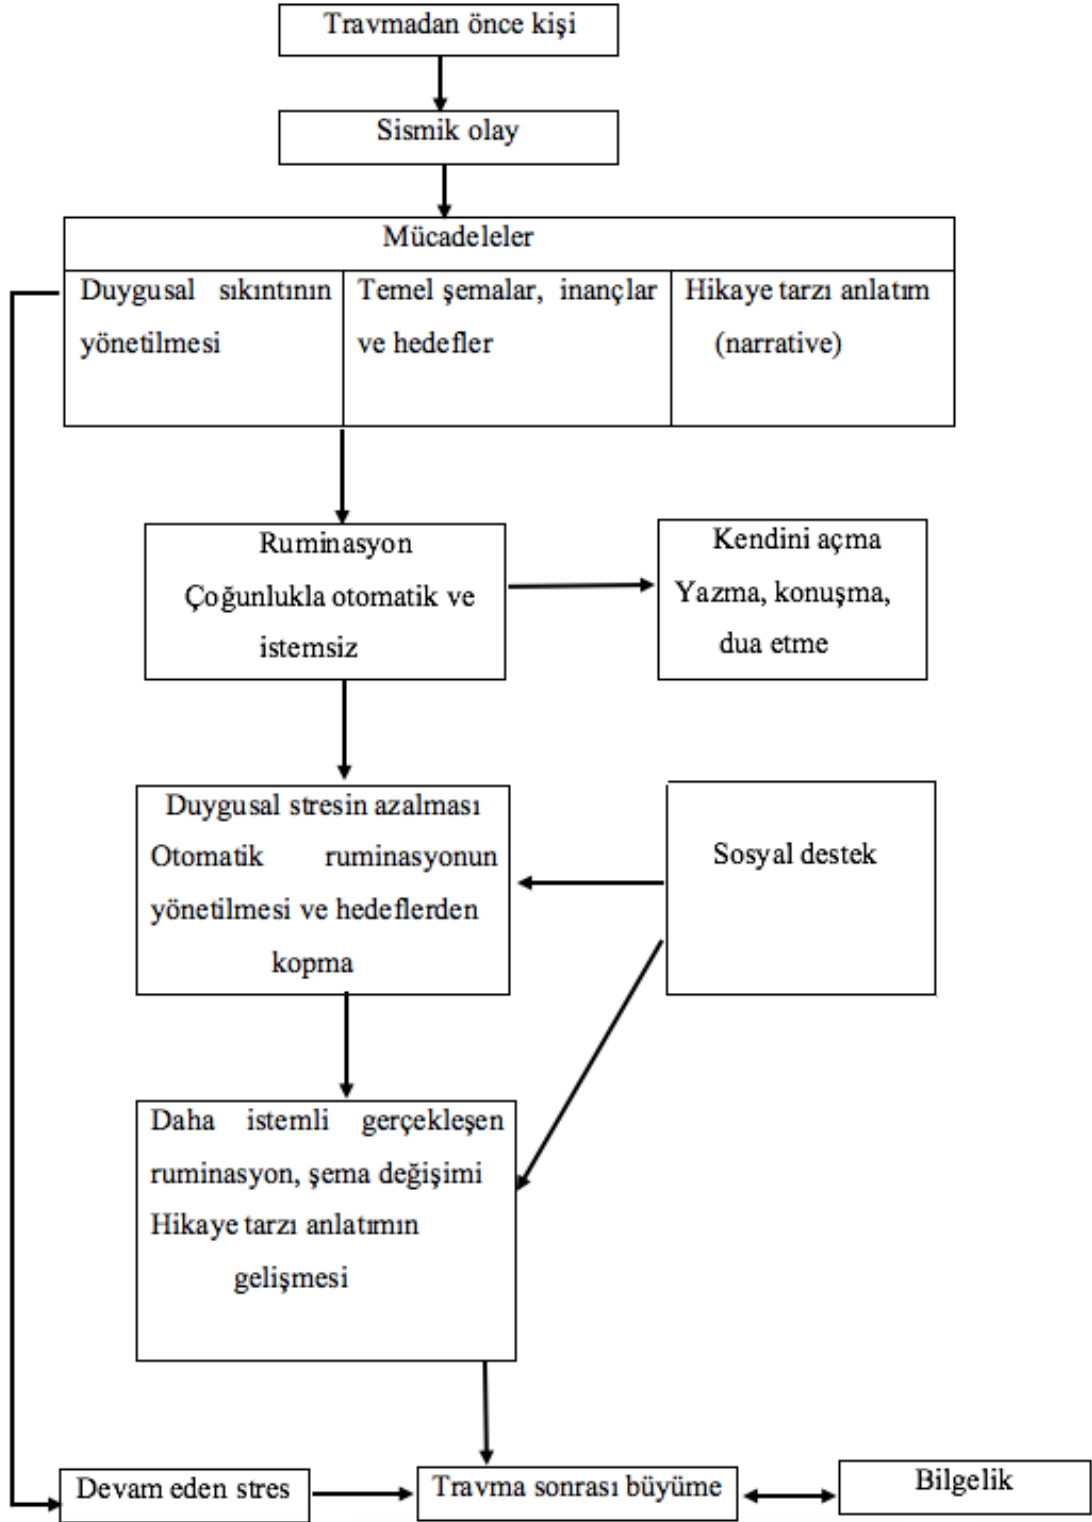 Travmadan önce kişi
Sismik olay
Mücadeleler
Duygusal sıkıntının
yönetilmesi
Temel şemalar, inançlar
ve hedefler
Hikaye tarzı anlatım
(narrative)
Ruminasyon
Çoğunlukla otomatik ve
istemsiz
Kendini açma
Yazma, konuşma,
dua etme
Duygusal stresin azalması
Otomatik ruminasyonun
yönetilmesi ve hedeflerden
kopma
Sosyal destek
Daha istemli gerçekleşen
ruminasyon, şema değişimi
Hikaye tarzı anlatımın
gelişmesi
Devam eden stres
Travma sonrası büyüme
Bilgelik